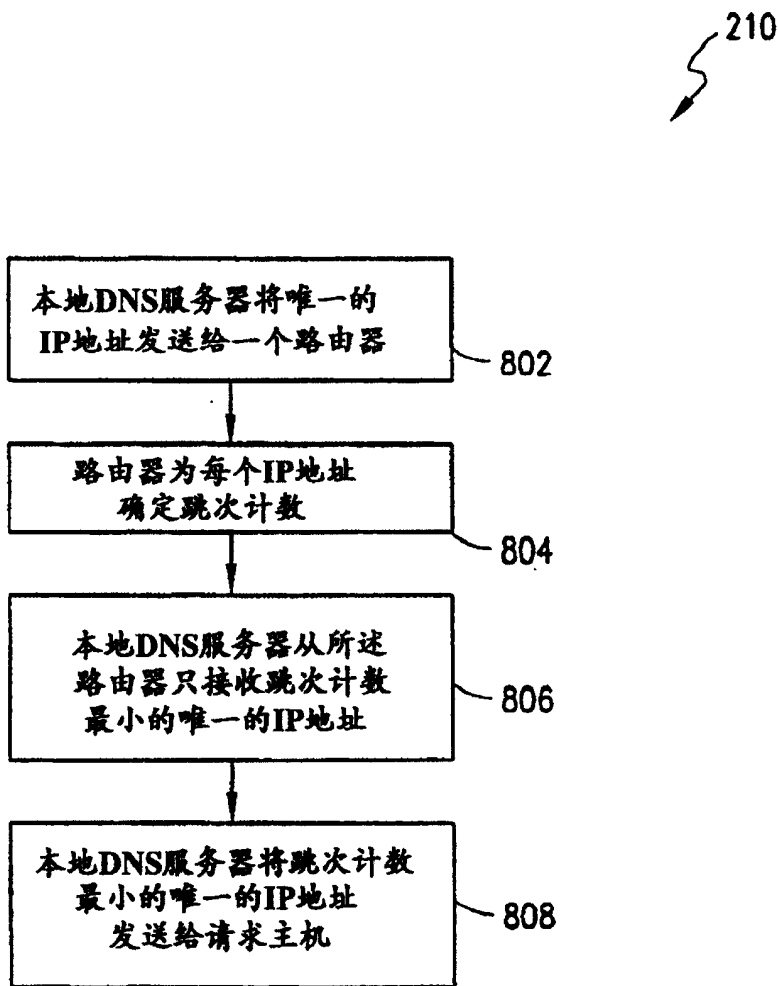 210
本地DNS服务器将唯一的
IP地址发送给一个路由器
802
路由器为每个IP地址
确定跳次计数
804
本地DNS服务器从所述
路由器只接收跳次计数
最小的唯一的IP地址
806
本地DNS服务器将跳次计数
最小的唯一的IP地址
发送给请求主机
808